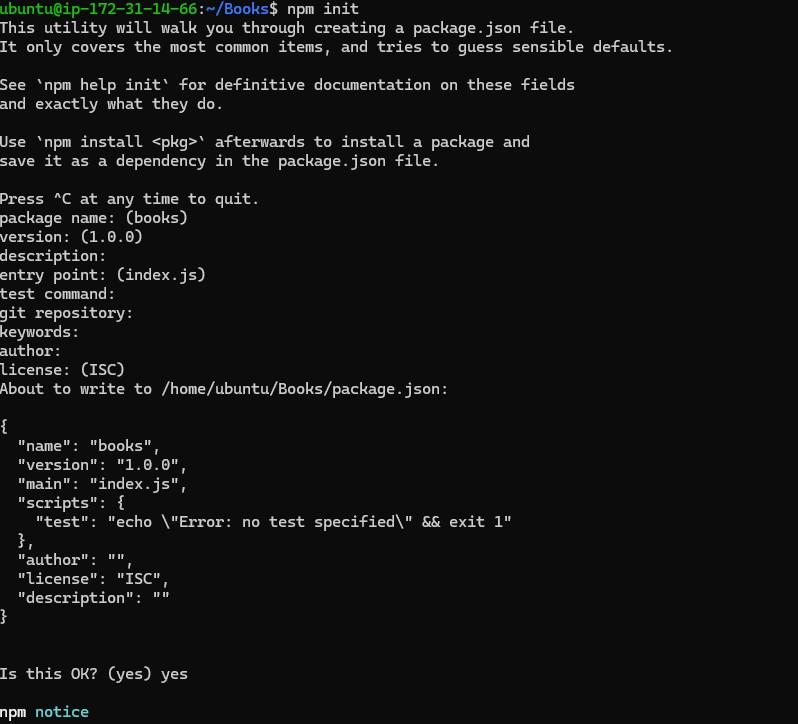 ubuntu@ip-172-31-14-66:~/Books$ npm init
This utility will walk you through creating a package.json file.
It only covers the most common items, and tries to guess sensible defaults.
See `npm help init` for definitive documentation on these fields
and exactly what they do.
Use `npm install <pkg>` afterwards to install a package and
save it as a dependency in the package.json file.
Press ^C at any time to quit.
package name: (books)
version: (1.0.0)
description:
entry point: (index.js)
test command:
git repository:
keywords:
author:
license: (ISC)
About to write to /home/ubuntu/Books/package.json:
{
  "name": "books",
  "version": "1.0.0",
  "main": "index.js",
  "scripts": {
    "test": "echo \"Error: no test specified\" && exit 1"
  },
  "author": "",
  "license": "ISC",
  "description": ""
}
Is this OK? (yes) yes
npm notice